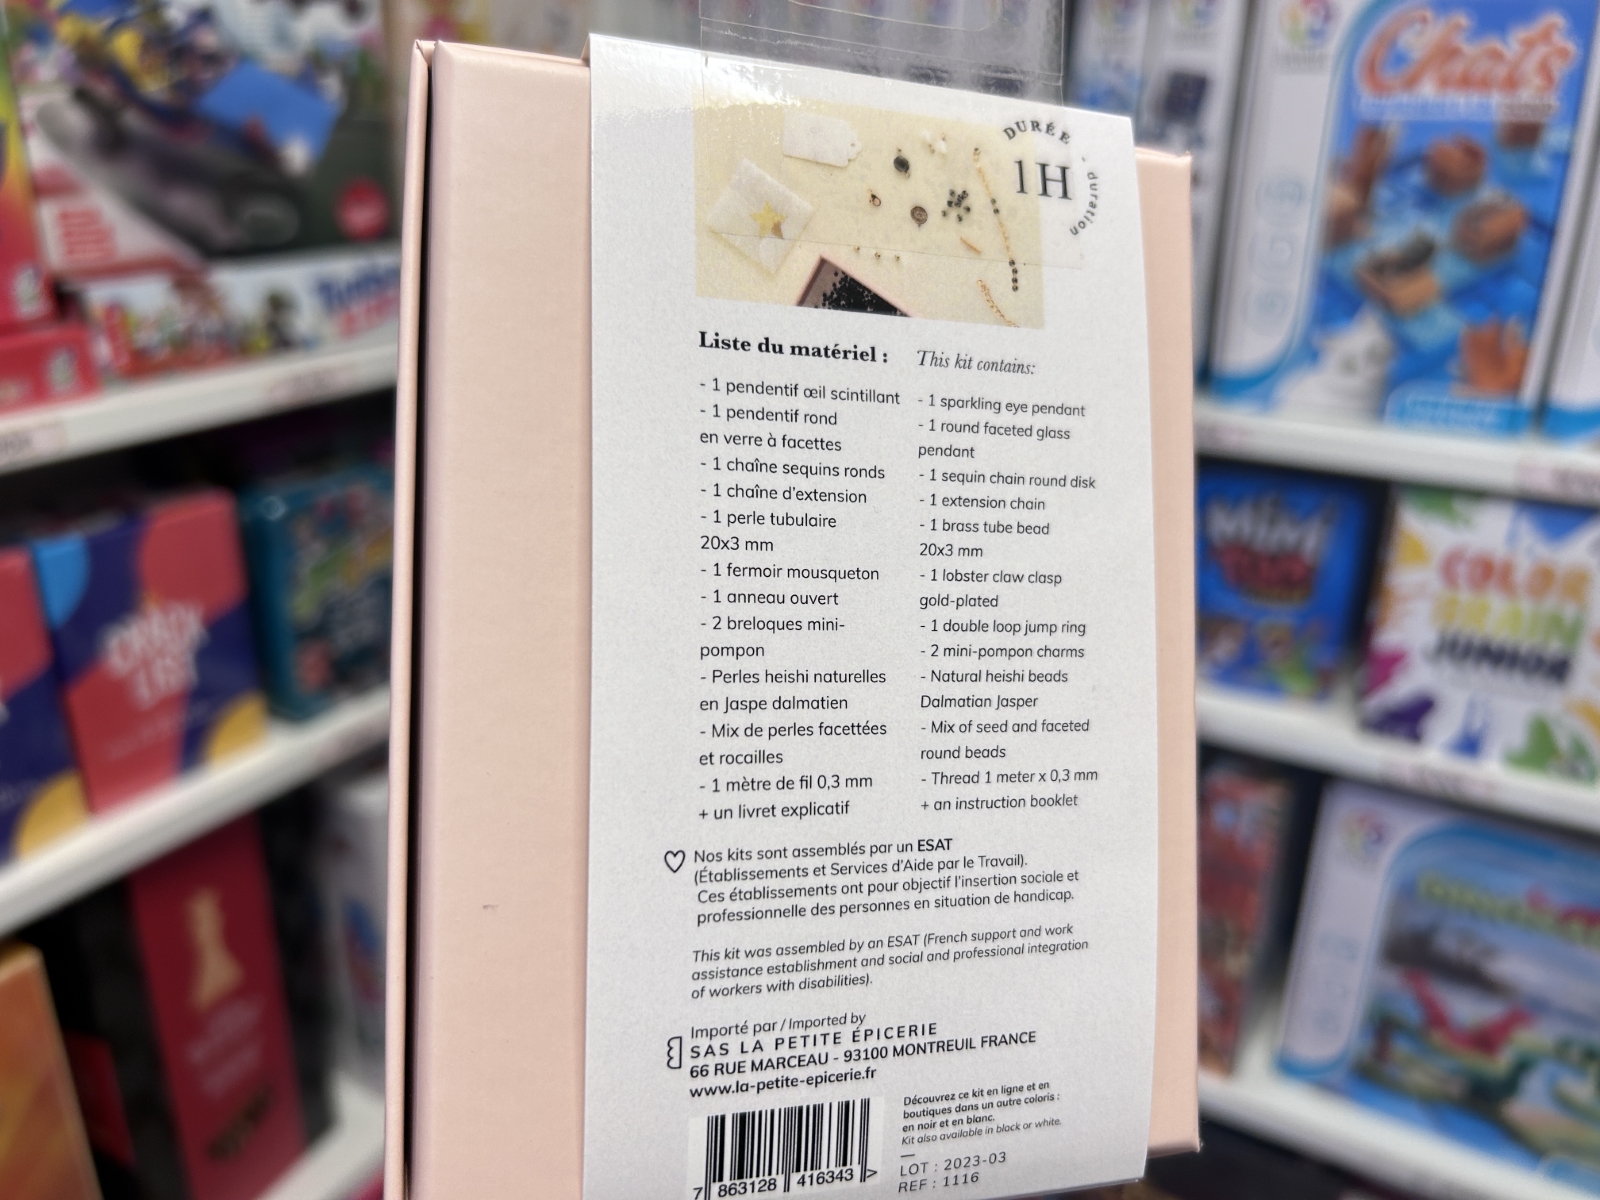 DURÉE
1H
duration
Liste du matériel :
- 1 pendentif œil scintillant
- 1 pendentif rond
en verre à facettes
- 1 chaîne sequins ronds
- 1 chaîne d'extension
- 1 perle tubulaire
20x3 mm
- 1 fermoir mousqueton
- 1 anneau ouvert
- 2 breloques mini-
pompon
- Perles heishi naturelles
en Jaspe dalmatien
- Mix de perles facettées
et rocailles
- 1 mètre de fil 0,3 mm
+ un livret explicatif
This kit contains:
- 1 sparkling eye pendant
- 1 round faceted glass
pendant
- 1 sequin chain round disk
- 1 extension chain
- 1 brass tube bead
20x3 mm
- 1 lobster claw clasp
gold-plated
- 1 double loop jump ring
- 2 mini-pompon charms
- Natural heishi beads
Dalmatian Jasper
- Mix of seed and faceted
round beads
- Thread 1 meter x 0,3 mm
+ an instruction booklet
Nos kits sont assemblés par un ESAT
(Établissements et Services d'Aide par le Travail).
Ces établissements ont pour objectif l'insertion sociale et
professionnelle des personnes en situation de handicap.
This kit was assembled by an ESAT (French support and work
assistance establishment and social and professional integration
of workers with disabilities).
Importé par / Imported by
SAS LA PETITE ÉPICERIE
66 RUE MARCEAU - 93100 MONTREUIL FRANCE
www.la-petite-epicerie.fr
7 863128 416343 >
Découvrez ce kit en ligne et en
boutiques dans un autre coloris :
en noir et en blanc.
Kit also available in black or white.
LOT : 2023-03
REF : 1116
Chats
CHECK
LIST
COLOR
BRAIN
JUNIOR